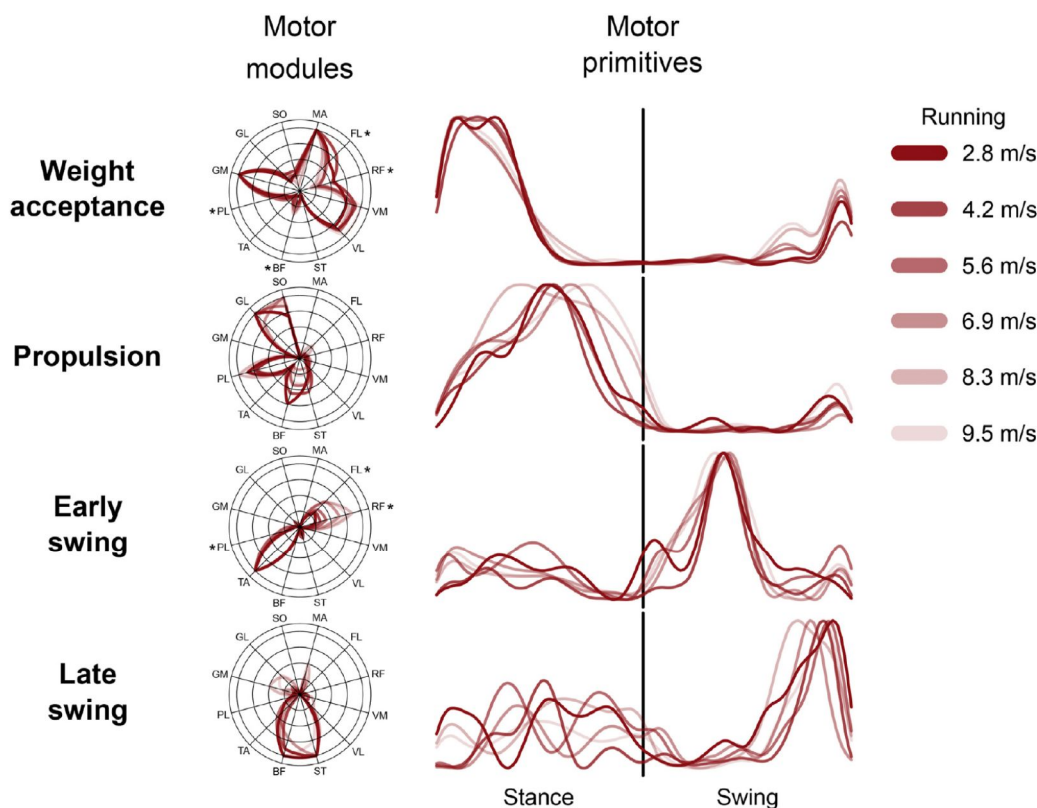 Motor
modules
Motor
primitives
Running
2.8 m/s
4.2 m/s
5.6 m/s
6.9 m/s
8.3 m/s
9.5 m/s
Weight
acceptance
SO
MA
GL
FL *
GM
RF *
* PL
VM
TA
VL
* BF
ST
Propulsion
SO
MA
GL
FL
GM
RF
PL
VM
TA
VL
BF
ST
Early
swing
SO
MA
GL
FL *
GM
RF *
* PL
VM
TA
VL
BF
ST
Late
swing
SO
MA
GL
FL
GM
RF
PL
VM
TA
VL
BF
ST
Stance
Swing